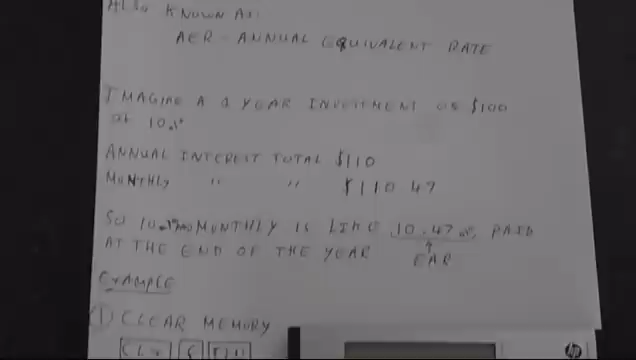 ALSO KNOWN AS:
AER - ANNUAL EQUIVALENT RATE
IMAGINE A 1 YEAR INVESTMENT OF $100
AT 10%
ANNUAL INTEREST TOTAL $110
MONTHLY " " $110.47
SO 10% MONTHLY IS LIKE 10.47% PAID
AT THE END OF THE YEAR EAR
EXAMPLE
① CLEAR MEMORY
hp